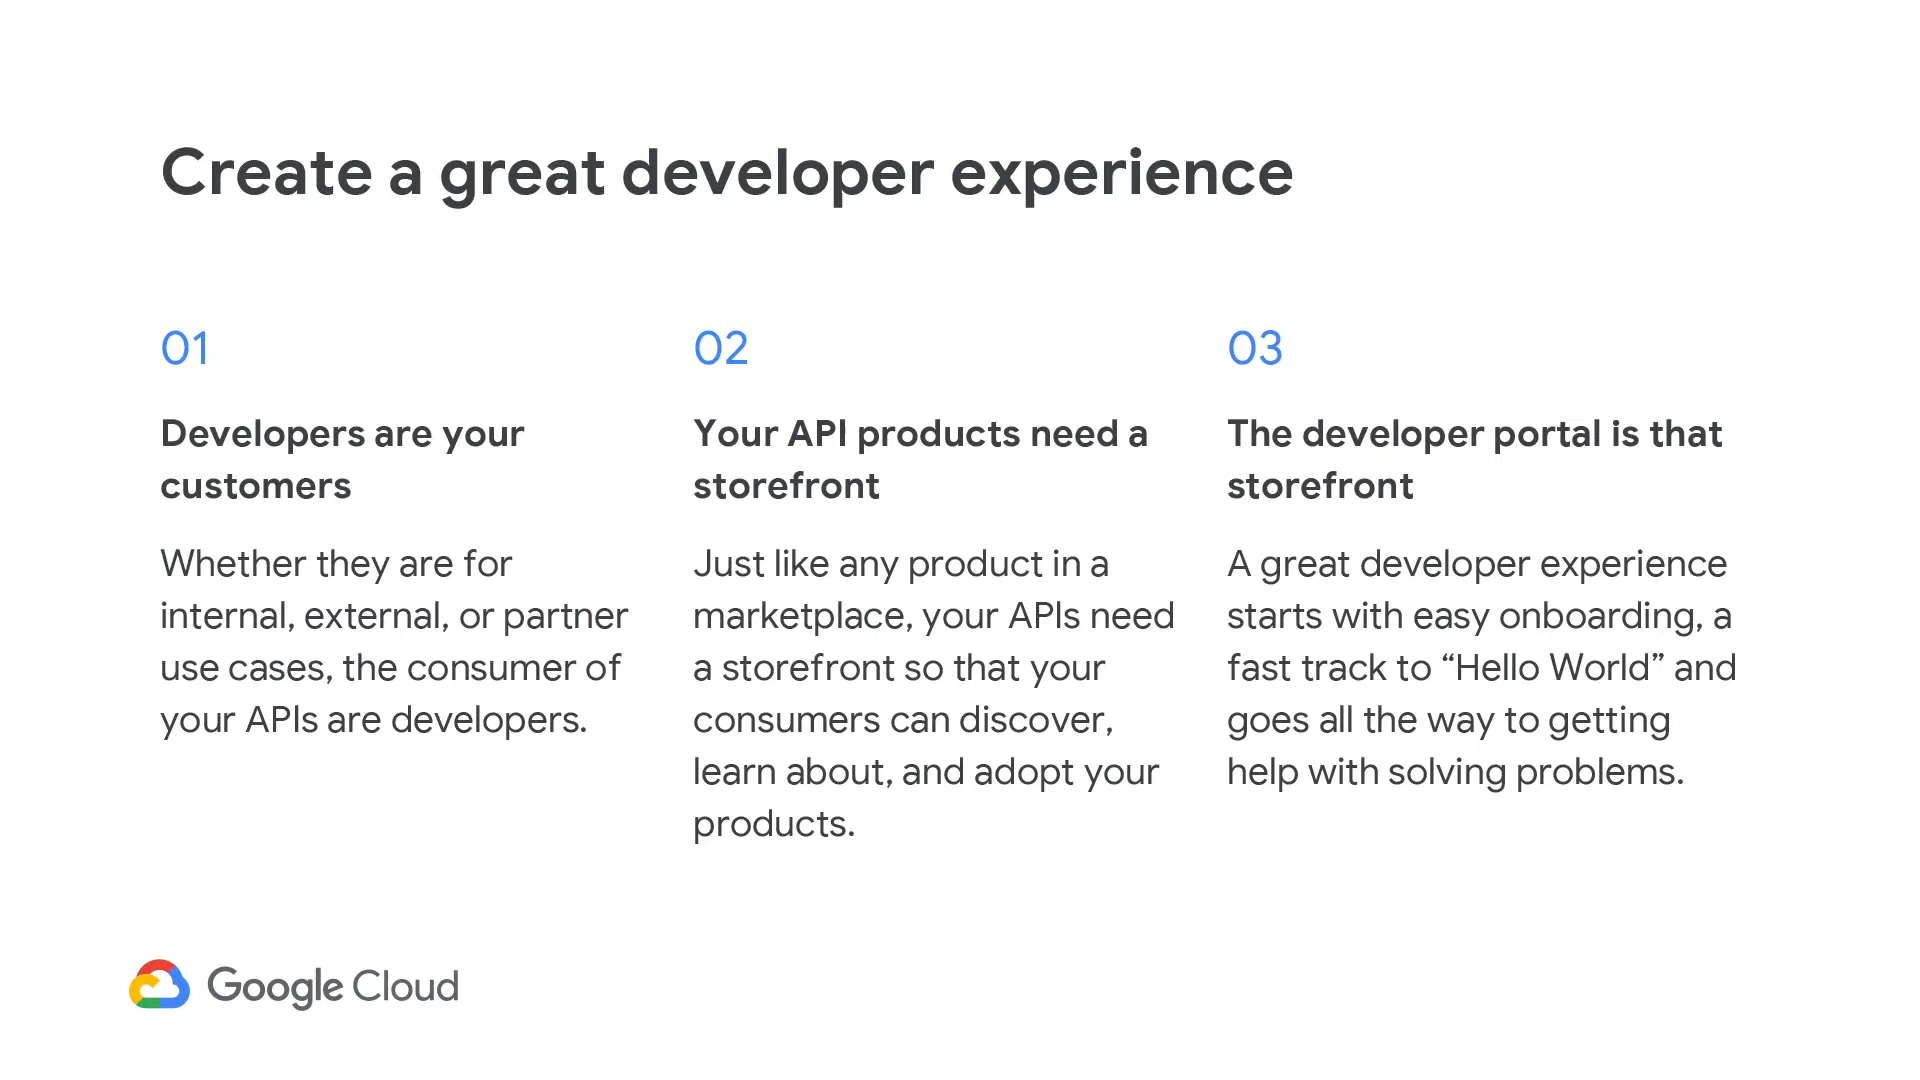 Create a great developer experience
01
Developers are your
customers
Whether they are for
internal, external, or partner
use cases, the consumer of
your APIs are developers.
02
Your API products need a
storefront
Just like any product in a
marketplace, your APIs need
a storefront so that your
consumers can discover,
learn about, and adopt your
products.
03
The developer portal is that
storefront
A great developer experience
starts with easy onboarding, a
fast track to “Hello World” and
goes all the way to getting
help with solving problems.
Google Cloud